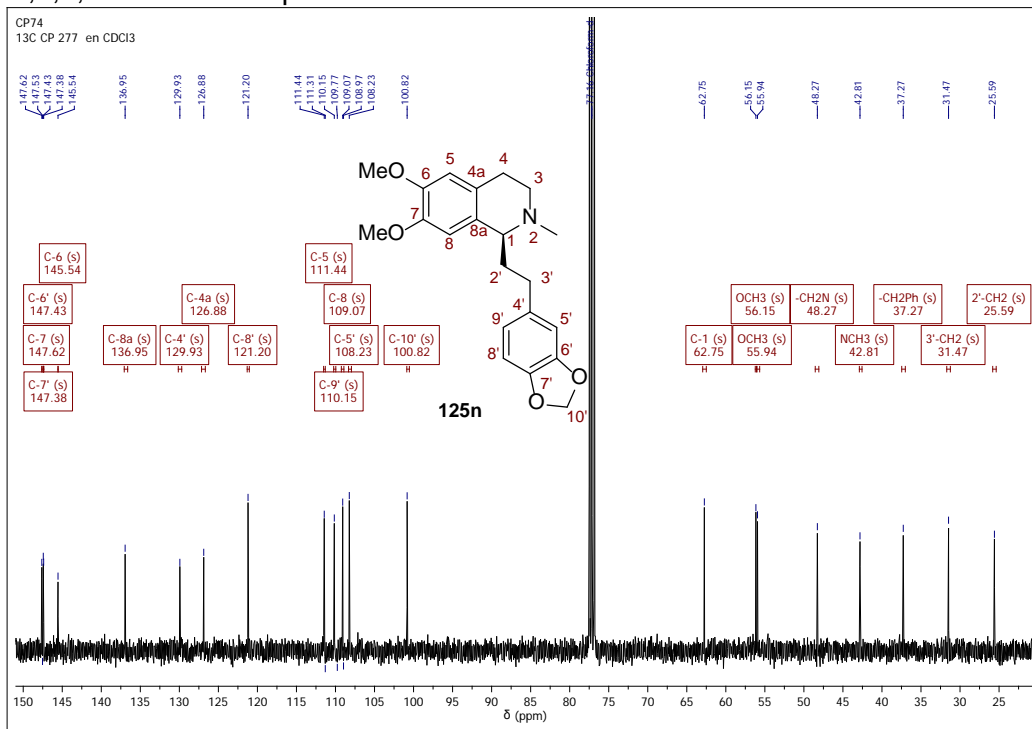 CP74
13C CP 277 en CDCl3
147.62
147.53
147.43
147.38
145.54
136.95
129.93
126.88
121.20
111.44
111.31
110.15
109.77
109.07
108.97
108.23
100.82
77.16 Chloroform-d
62.75
56.15
55.94
48.27
42.81
37.27
31.47
25.59
MeO
MeO
N
O
O
1
2
3
4
4a
5
6
7
8
8a
2'
3'
4'
5'
6'
7'
8'
9'
10'
125n
C-6 (s)
145.54
C-6' (s)
147.43
C-7 (s)
147.62
C-7' (s)
147.38
C-8a (s)
136.95
C-4' (s)
129.93
C-4a (s)
126.88
C-8' (s)
121.20
C-5 (s)
111.44
C-8 (s)
109.07
C-5' (s)
108.23
C-9' (s)
110.15
C-10' (s)
100.82
C-1 (s)
62.75
OCH3 (s)
56.15
OCH3 (s)
55.94
-CH2N (s)
48.27
NCH3 (s)
42.81
-CH2Ph (s)
37.27
3'-CH2 (s)
31.47
2'-CH2 (s)
25.59
150 145 140 135 130 125 120 115 110 105 100 95 90 85 80 75 70 65 60 55 50 45 40 35 30 25
δ (ppm)